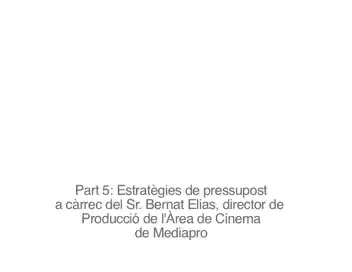 Part 5: Estratègies de pressupost
a càrrec del Sr. Bernat Elias, director de
Producció de l'Àrea de Cinema
de Mediapro